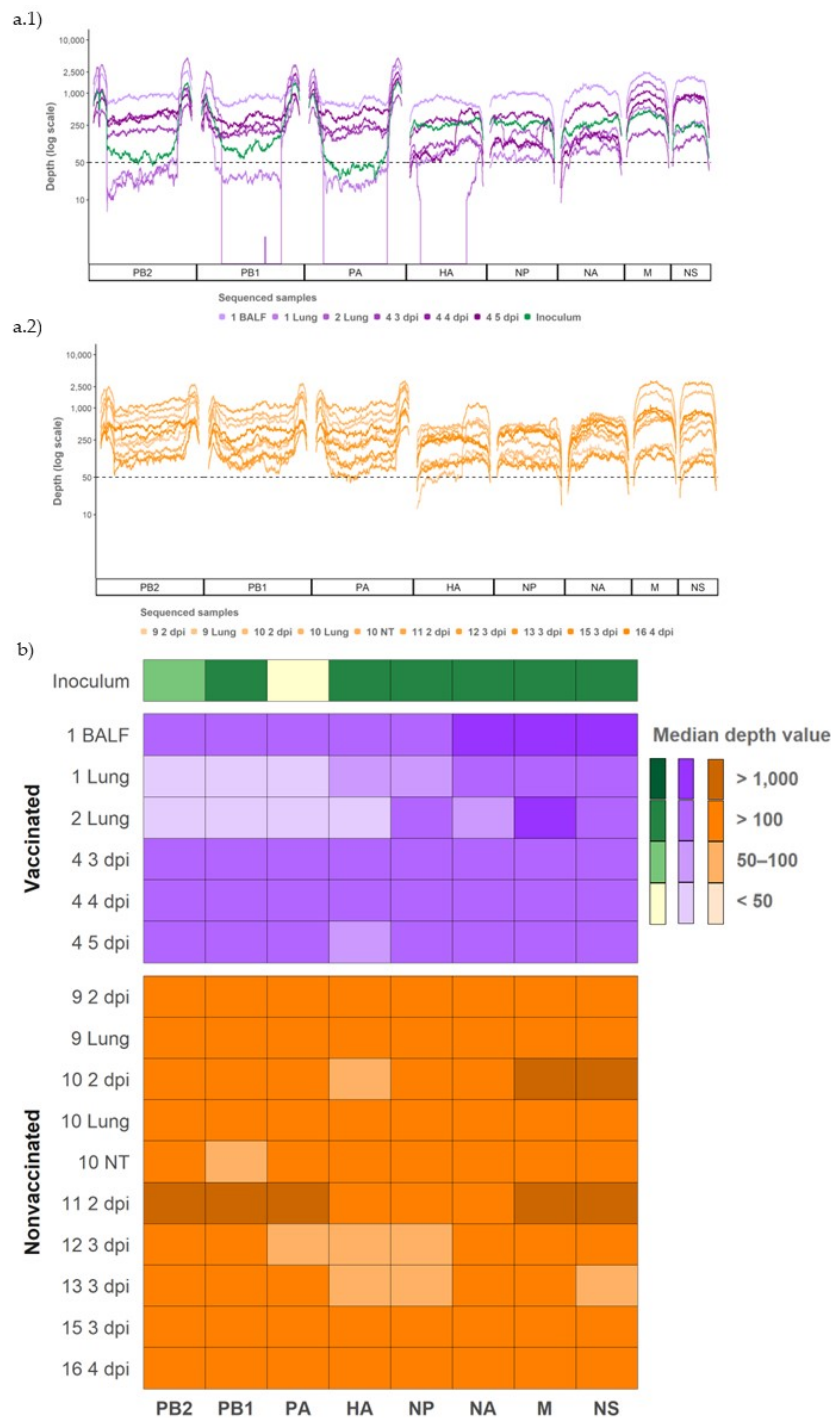 a.1)
10,000
2,500
1,000
250
50
10
Depth (log scale)
PB2 PB1 PA HA NP NA M NS
Sequenced samples
1 BALF 1 Lung 2 Lung 4 3 dpi 4 4 dpi 4 5 dpi Inoculum
a.2)
10,000
2,500
1,000
250
50
10
Depth (log scale)
PB2 PB1 PA HA NP NA M NS
Sequenced samples
9 2 dpi 9 Lung 10 2 dpi 10 Lung 10 NT 11 2 dpi 12 3 dpi 13 3 dpi 15 3 dpi 16 4 dpi
b)
Inoculum
Vaccinated
1 BALF
1 Lung
2 Lung
4 3 dpi
4 4 dpi
4 5 dpi
Median depth value
> 1,000
> 100
50–100
< 50
Nonvaccinated
9 2 dpi
9 Lung
10 2 dpi
10 Lung
10 NT
11 2 dpi
12 3 dpi
13 3 dpi
15 3 dpi
16 4 dpi
PB2 PB1 PA HA NP NA M NS